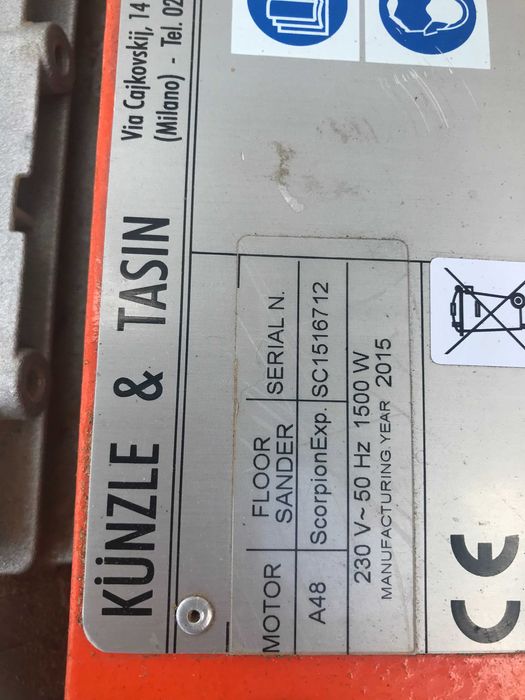 KÜNZLE & TASIN
Via Cajkovskij, 14
(Milano) - Tel. 02
MOTOR
FLOOR
SANDER
SERIAL N.
A48
ScorpionExp.
SC1516712
230 V~ 50 Hz 1500 W
MANUFACTURING YEAR 2015
CE